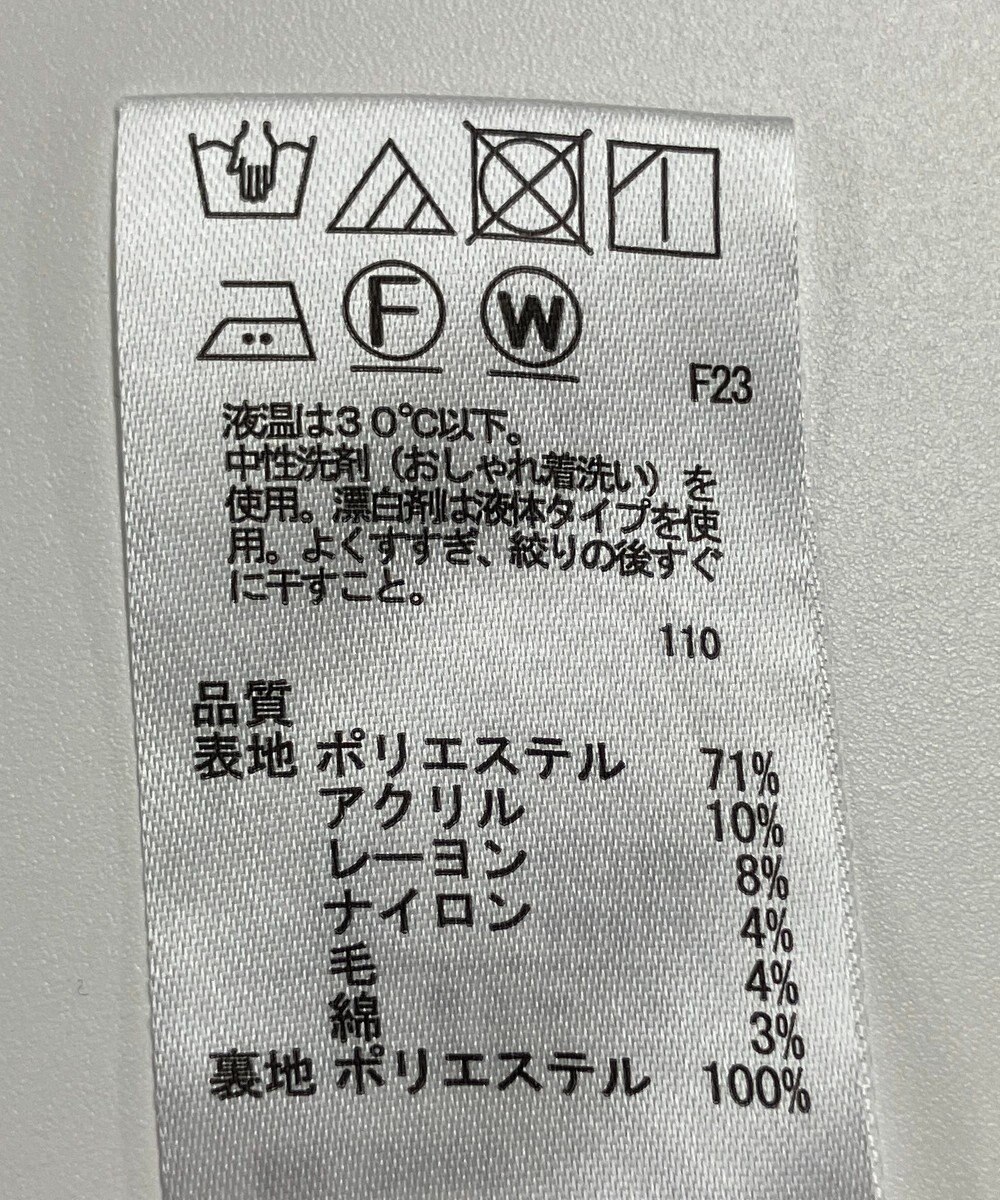 F W
F23
液温は30℃以下。
中性洗剤（おしゃれ着洗い）を
使用。漂白剤は液体タイプを使
用。よくすすぎ、絞りの後すぐ
に干すこと。
110
品質
表地 ポリエステル 71%
アクリル 10%
レーヨン 8%
ナイロン 4%
毛 4%
綿 3%
裏地 ポリエステル 100%